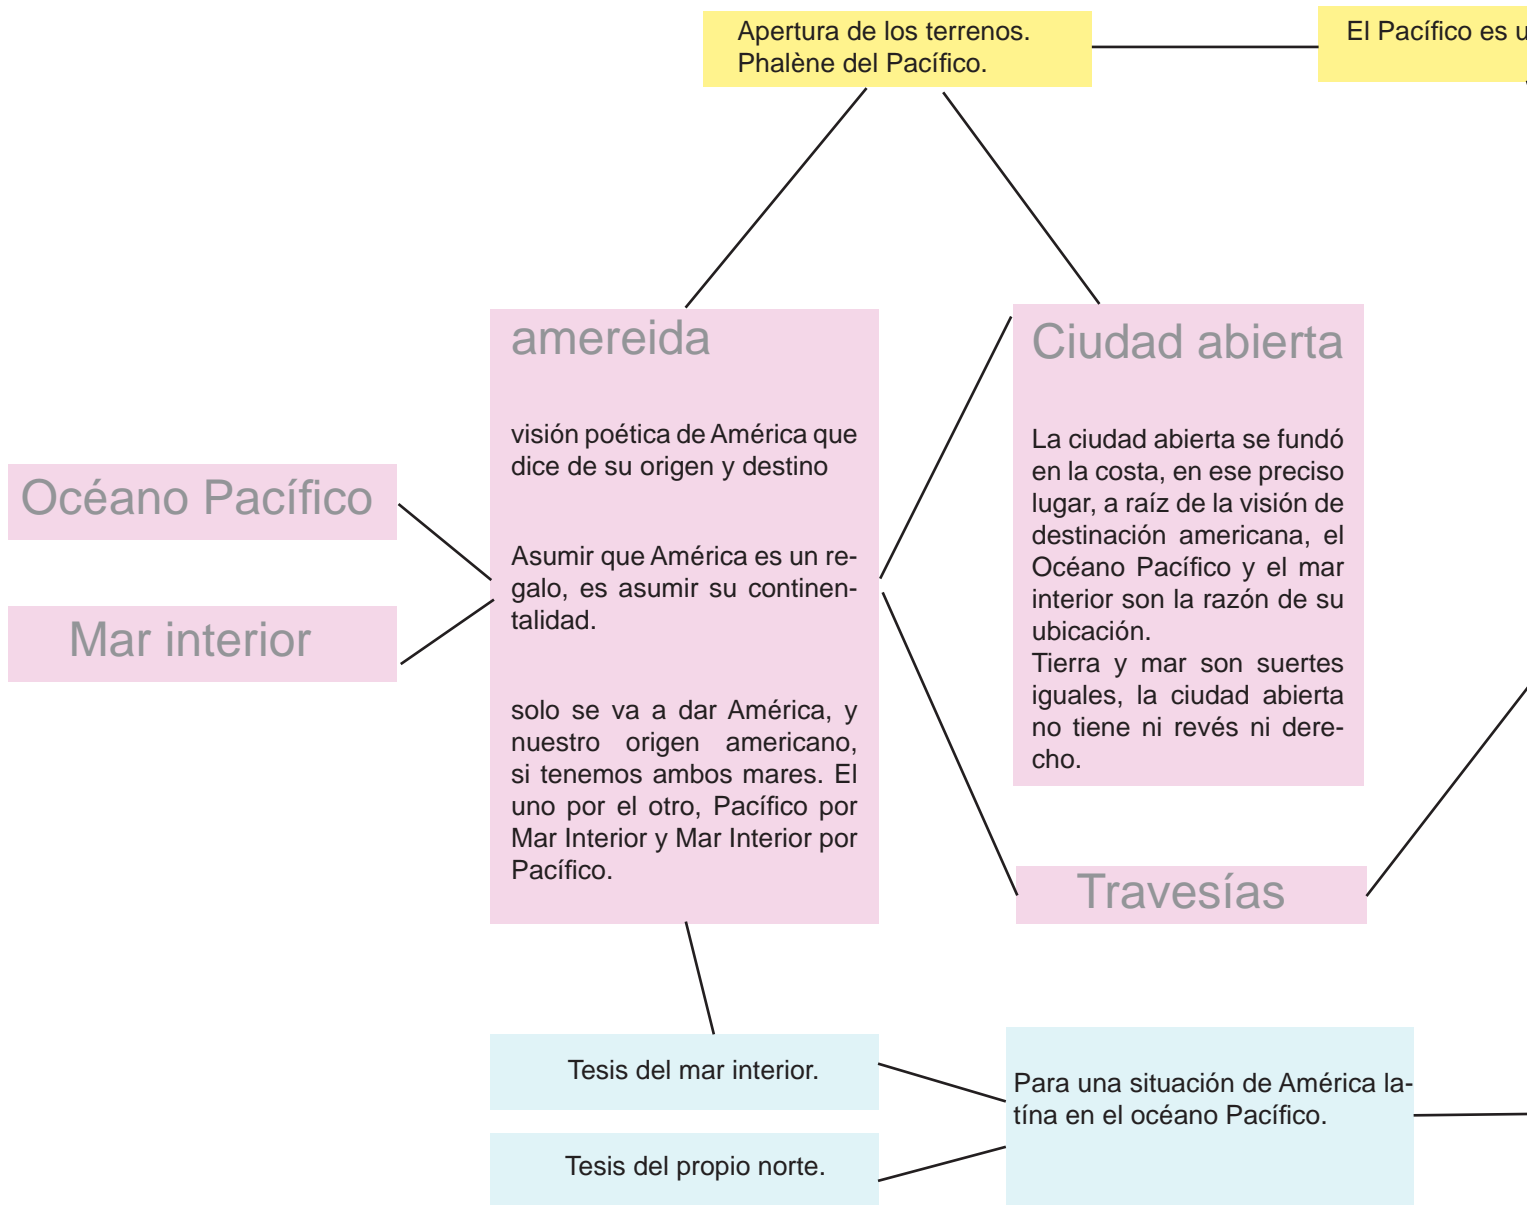 Apertura de los terrenos.
Phalène del Pacífico.
El Pacífico es u
amereida
visión poética de América que
dice de su origen y destino
Asumir que América es un re-
galo, es asumir su continen-
talidad.
solo se va a dar América, y
nuestro origen americano,
si tenemos ambos mares. El
uno por el otro, Pacífico por
Mar Interior y Mar Interior por
Pacífico.
Ciudad abierta
La ciudad abierta se fundó
en la costa, en ese preciso
lugar, a raíz de la visión de
destinación americana, el
Océano Pacífico y el mar
interior son la razón de su
ubicación.
Tierra y mar son suertes
iguales, la ciudad abierta
no tiene ni revés ni dere-
cho.
Océano Pacífico
Mar interior
Travesías
Tesis del mar interior.
Tesis del propio norte.
Para una situación de América la-
tína en el océano Pacífico.